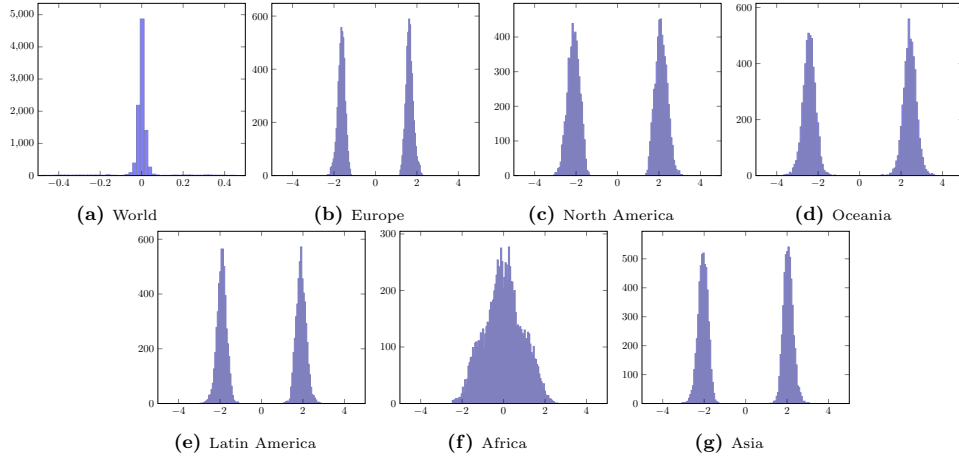 5,000
4,000
3,000
2,000
1,000
0
−0.4 −0.2 0 0.2 0.4
(a) World
600
400
200
0
−4 −2 0 2 4
(b) Europe
400
300
200
100
0
−4 −2 0 2 4
(c) North America
600
400
200
0
−4 −2 0 2 4
(d) Oceania
600
400
200
0
−4 −2 0 2 4
(e) Latin America
300
200
100
0
−4 −2 0 2 4
(f) Africa
600
400
200
0
−4 −2 0 2 4
(g) Asia